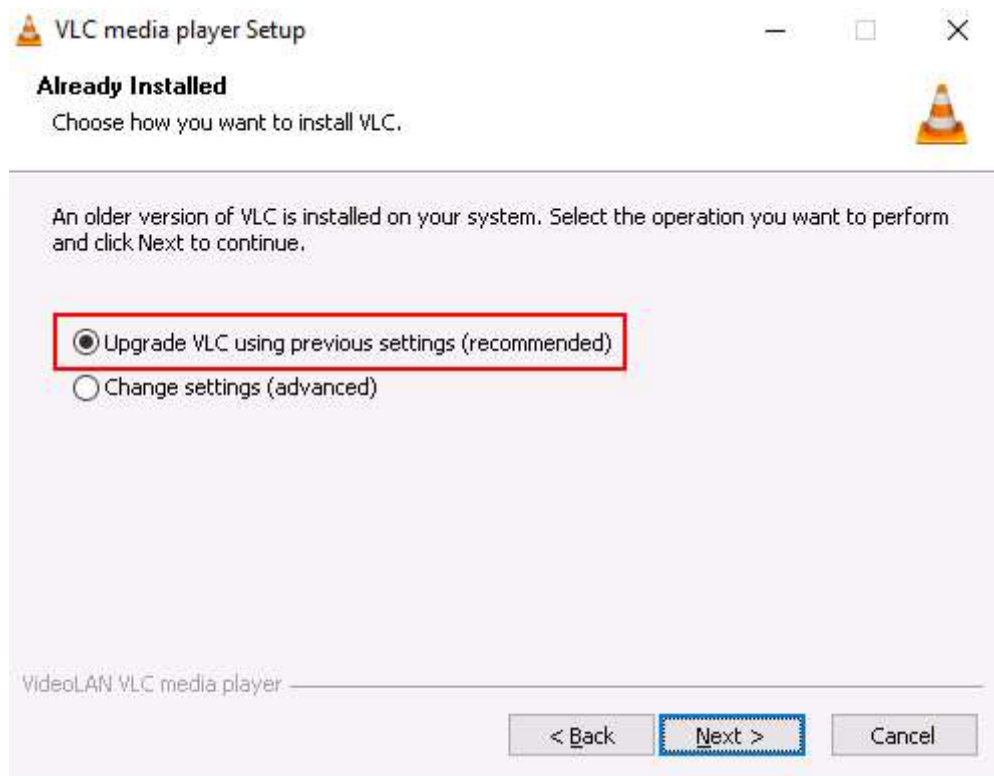 VLC media player Setup
Already Installed
Choose how you want to install VLC.
An older version of VLC is installed on your system. Select the operation you want to perform
and click Next to continue.
Upgrade VLC using previous settings (recommended)
Change settings (advanced)
VideoLAN VLC media player
< Back Next > Cancel